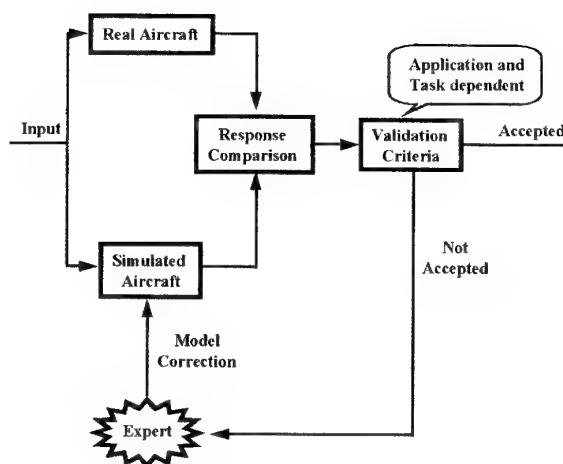 Real Aircraft
Application and
Task dependent
Input
Response
Comparison
Validation
Criteria
Accepted
Simulated
Aircraft
Not
Accepted
Model
Correction
Expert